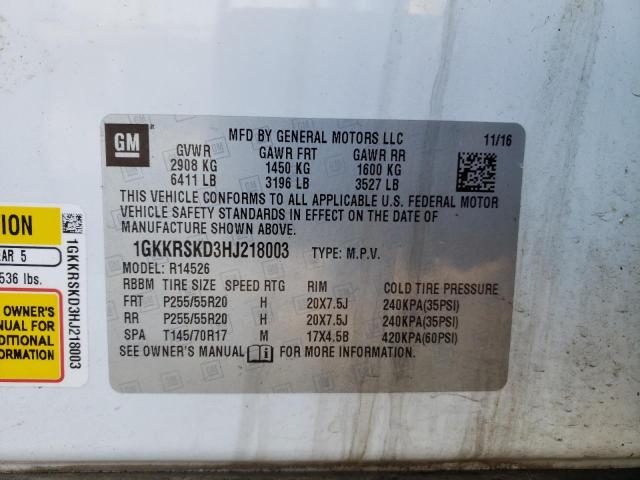 GM
MFD BY GENERAL MOTORS LLC 11/16
GVWR GAWR FRT GAWR RR
2908 KG 1450 KG 1600 KG
6411 LB 3196 LB 3527 LB
THIS VEHICLE CONFORMS TO ALL APPLICABLE U.S. FEDERAL MOTOR
VEHICLE SAFETY STANDARDS IN EFFECT ON THE DATE OF
MANUFACTURE SHOWN ABOVE.
1GKKRSKD3HJ218003 TYPE: M.P.V.
MODEL: R14526
RBBM TIRE SIZE SPEED RTG RIM COLD TIRE PRESSURE
FRT P255/55R20 H 20X7.5J 240KPA(35PSI)
RR P255/55R20 H 20X7.5J 240KPA(35PSI)
SPA T145/70R17 M 17X4.5B 420KPA(60PSI)
SEE OWNER'S MANUAL FOR MORE INFORMATION.
ION
AR 5
536 lbs.
OWNER'S
NUAL FOR
DITIONAL
RMATION
1GKKRSKD3HJ218003